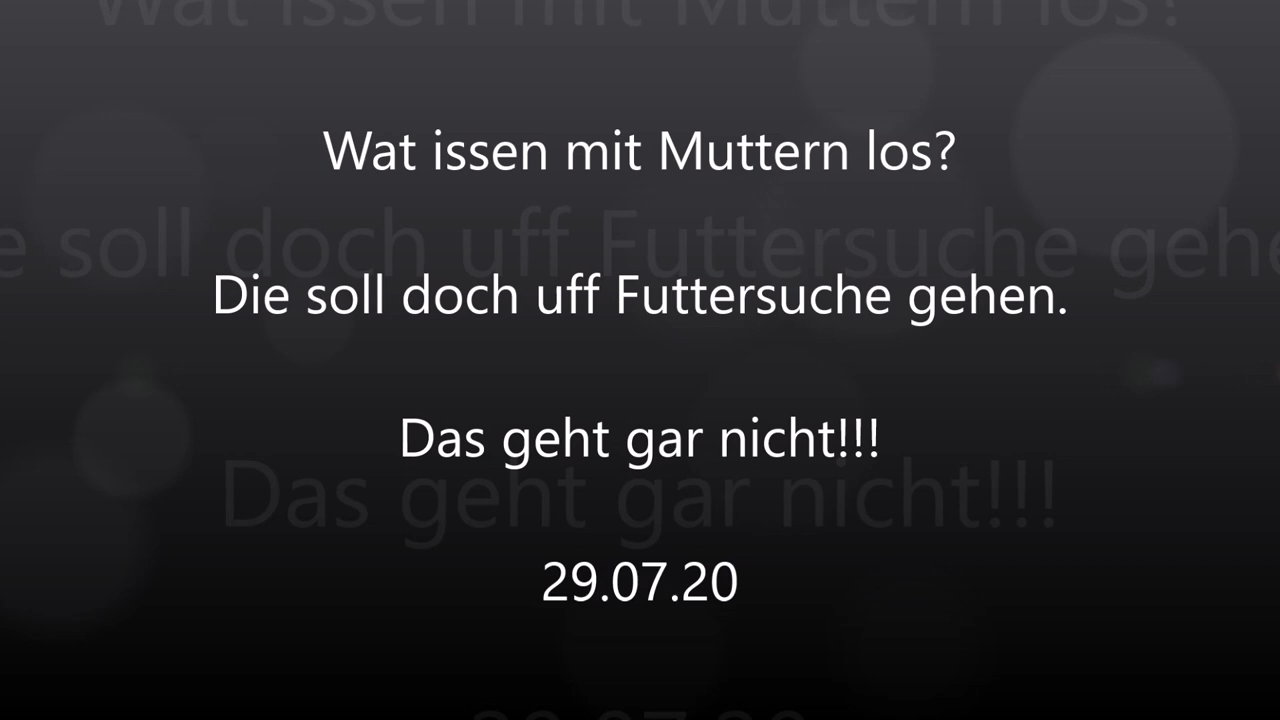 Wat issen mit Muttern los?
Die soll doch uff Futtersuche gehen.
Das geht gar nicht!!!
29.07.20